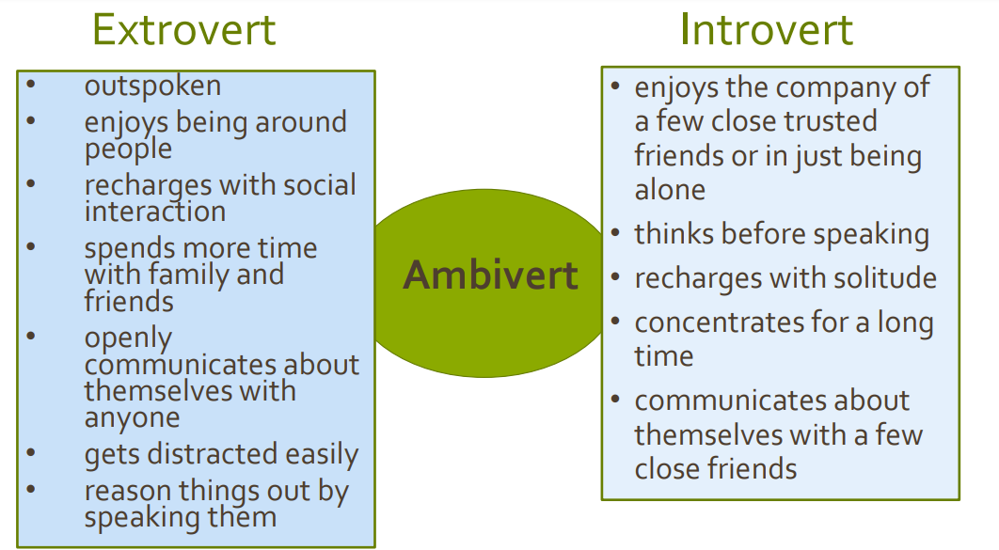 Extrovert
• outspoken
• enjoys being around
people
• recharges with social
interaction
• spends more time
with family and
friends
• openly
communicates about
themselves with
anyone
• gets distracted easily
• reason things out by
speaking them
Ambivert
Introvert
• enjoys the company of
a few close trusted
friends or in just being
alone
• thinks before speaking
• recharges with solitude
• concentrates for a long
time
• communicates about
themselves with a few
close friends